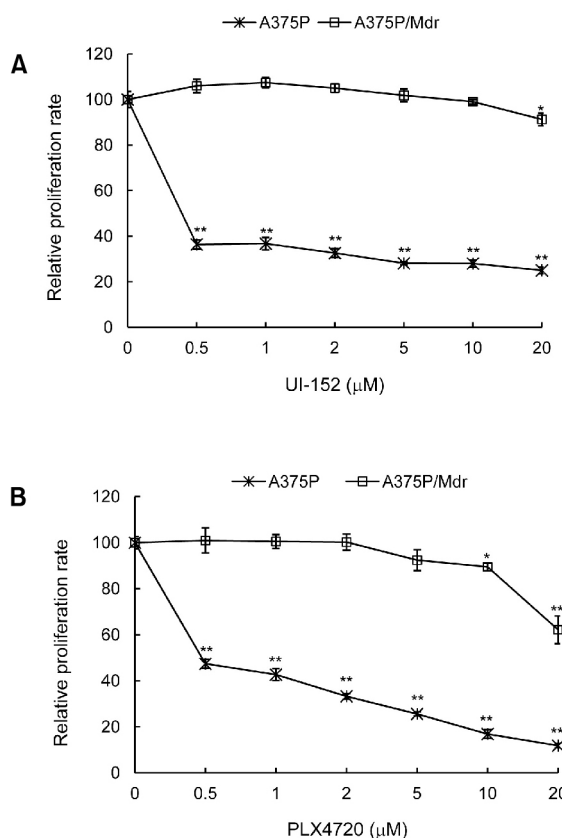 A
A375P A375P/Mdr
120
100
80
60
40
20
0
Relative proliferation rate
*
** ** ** ** ** **
0 0.5 1 2 5 10 20
UI-152 (μM)
B
A375P A375P/Mdr
120
100
80
60
40
20
0
Relative proliferation rate
* **
** ** ** ** ** **
0 0.5 1 2 5 10 20
PLX4720 (μM)